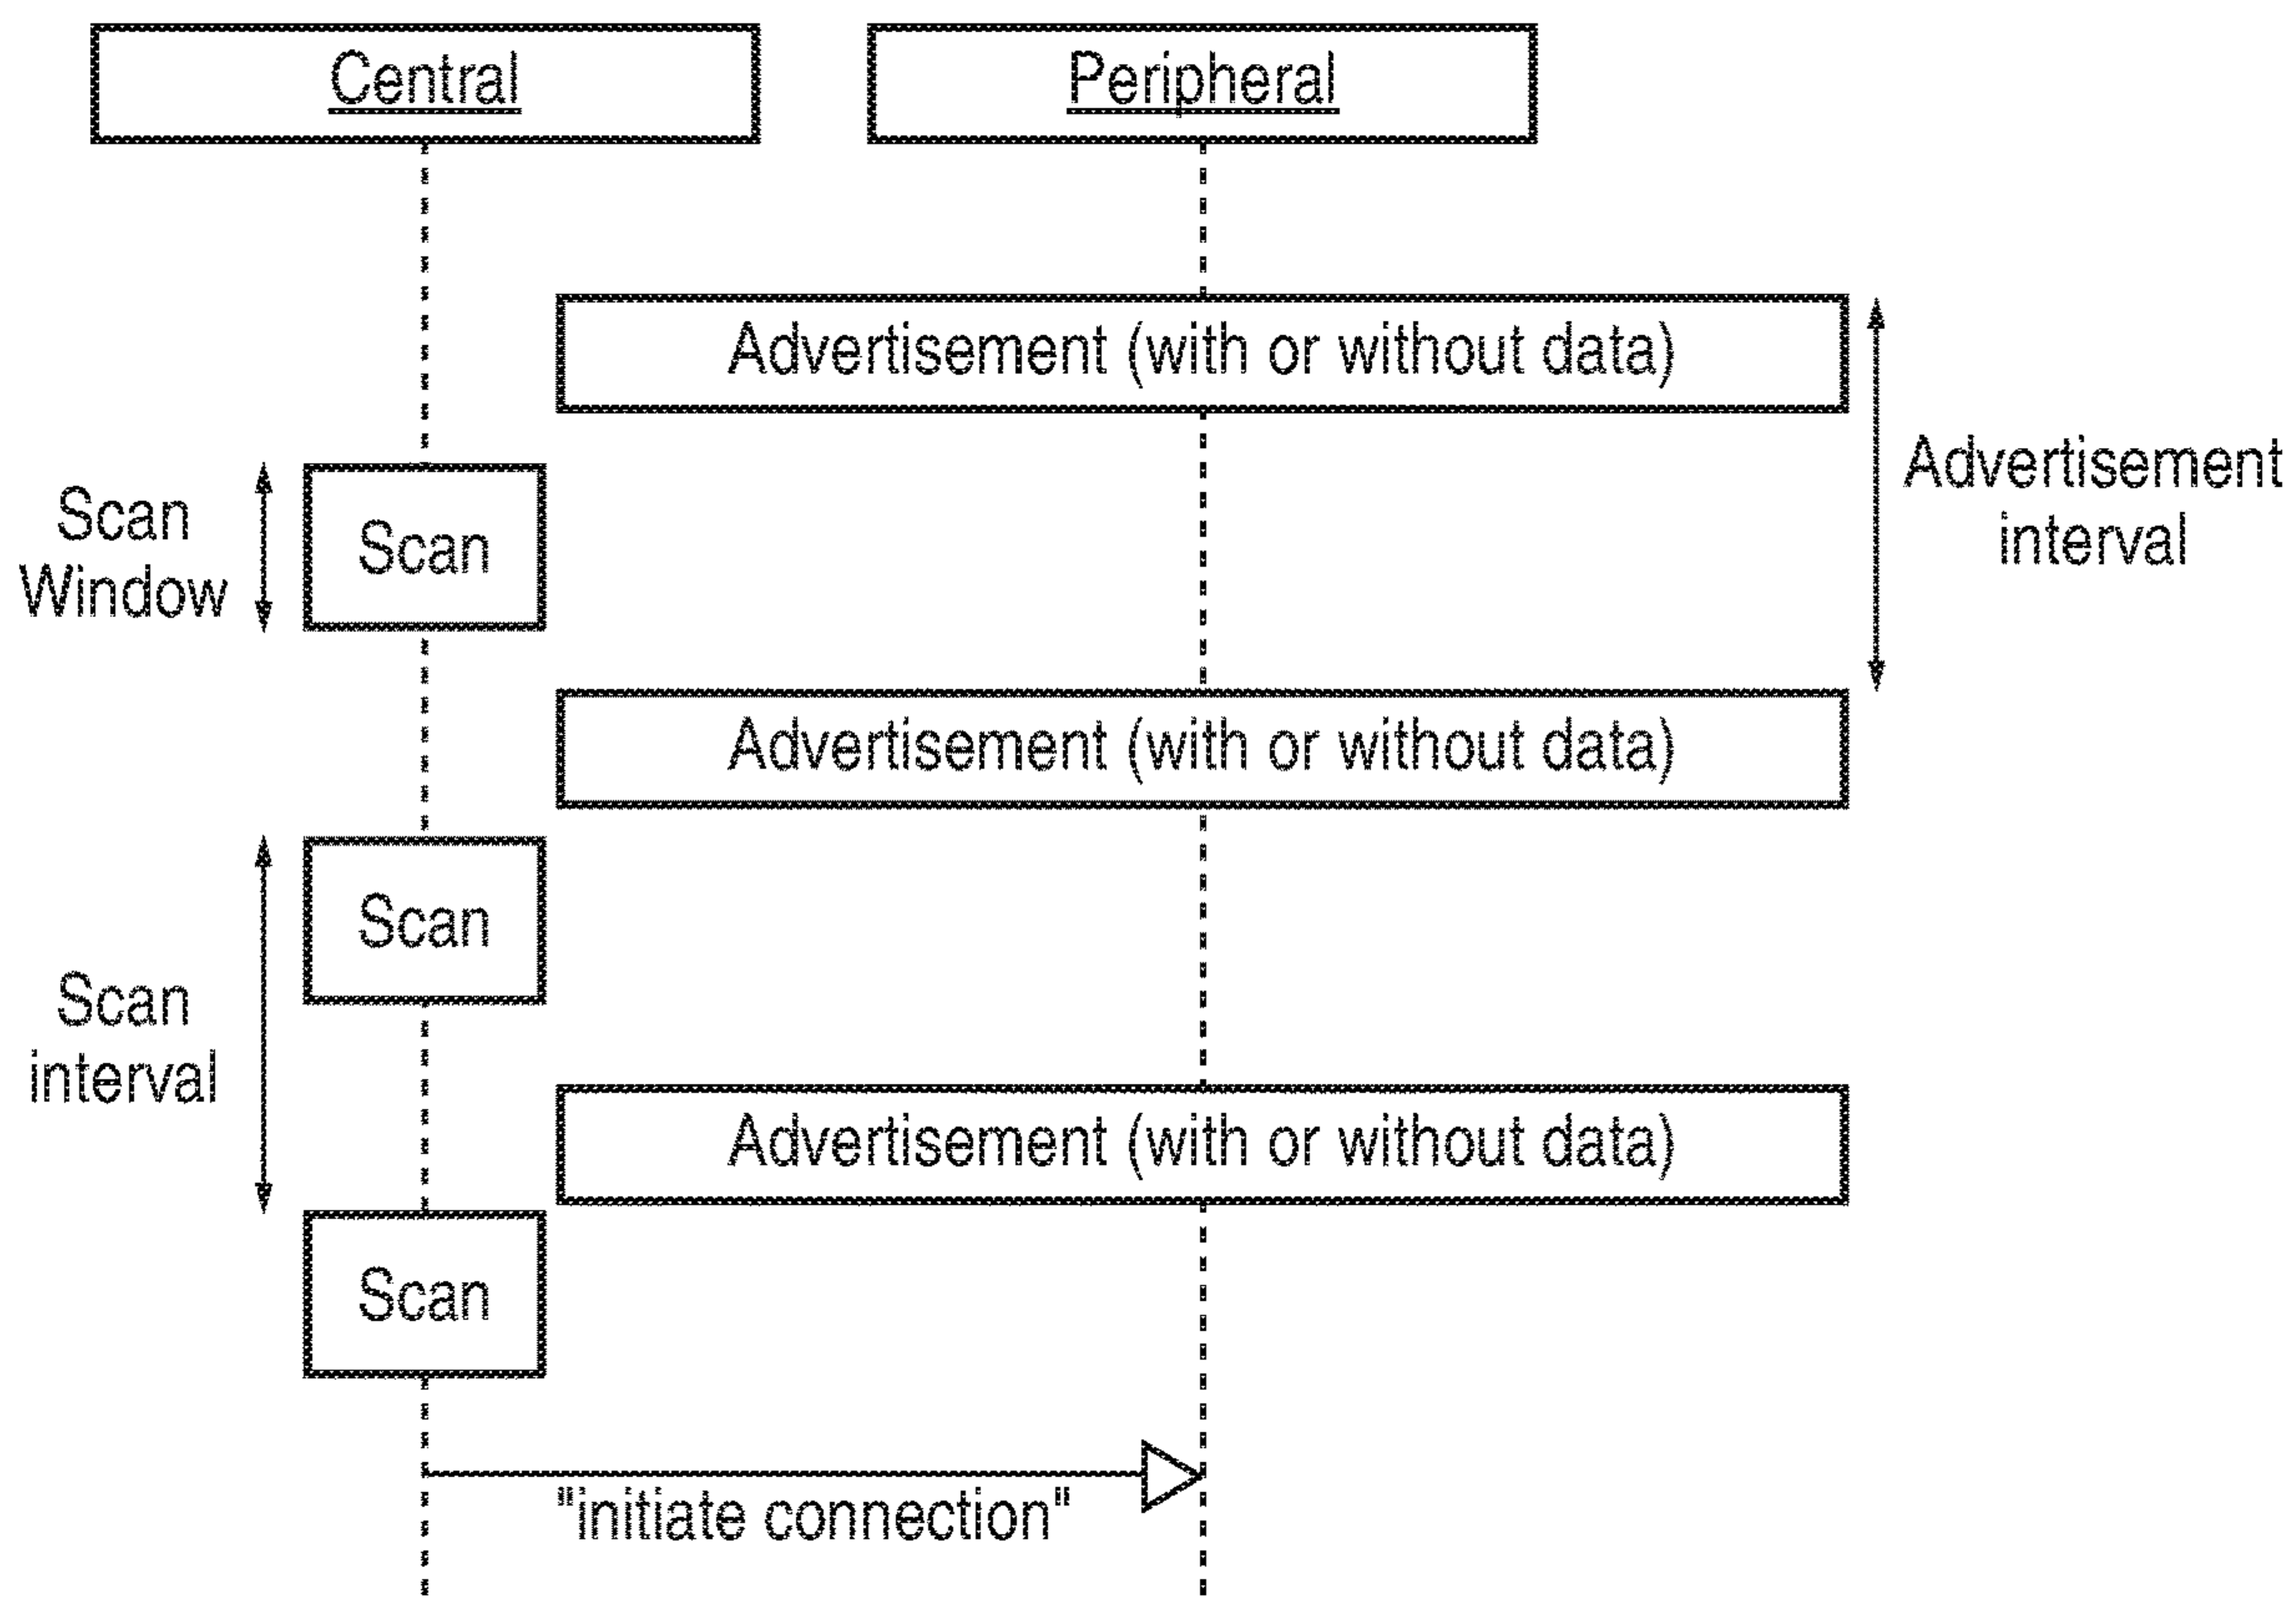 Central
Peripheral
Advertisement (with or without data)
Advertisement
interval
Scan
Window
Scan
Advertisement (with or without data)
Scan
Scan
interval
Advertisement (with or without data)
Scan
"initiate connection"